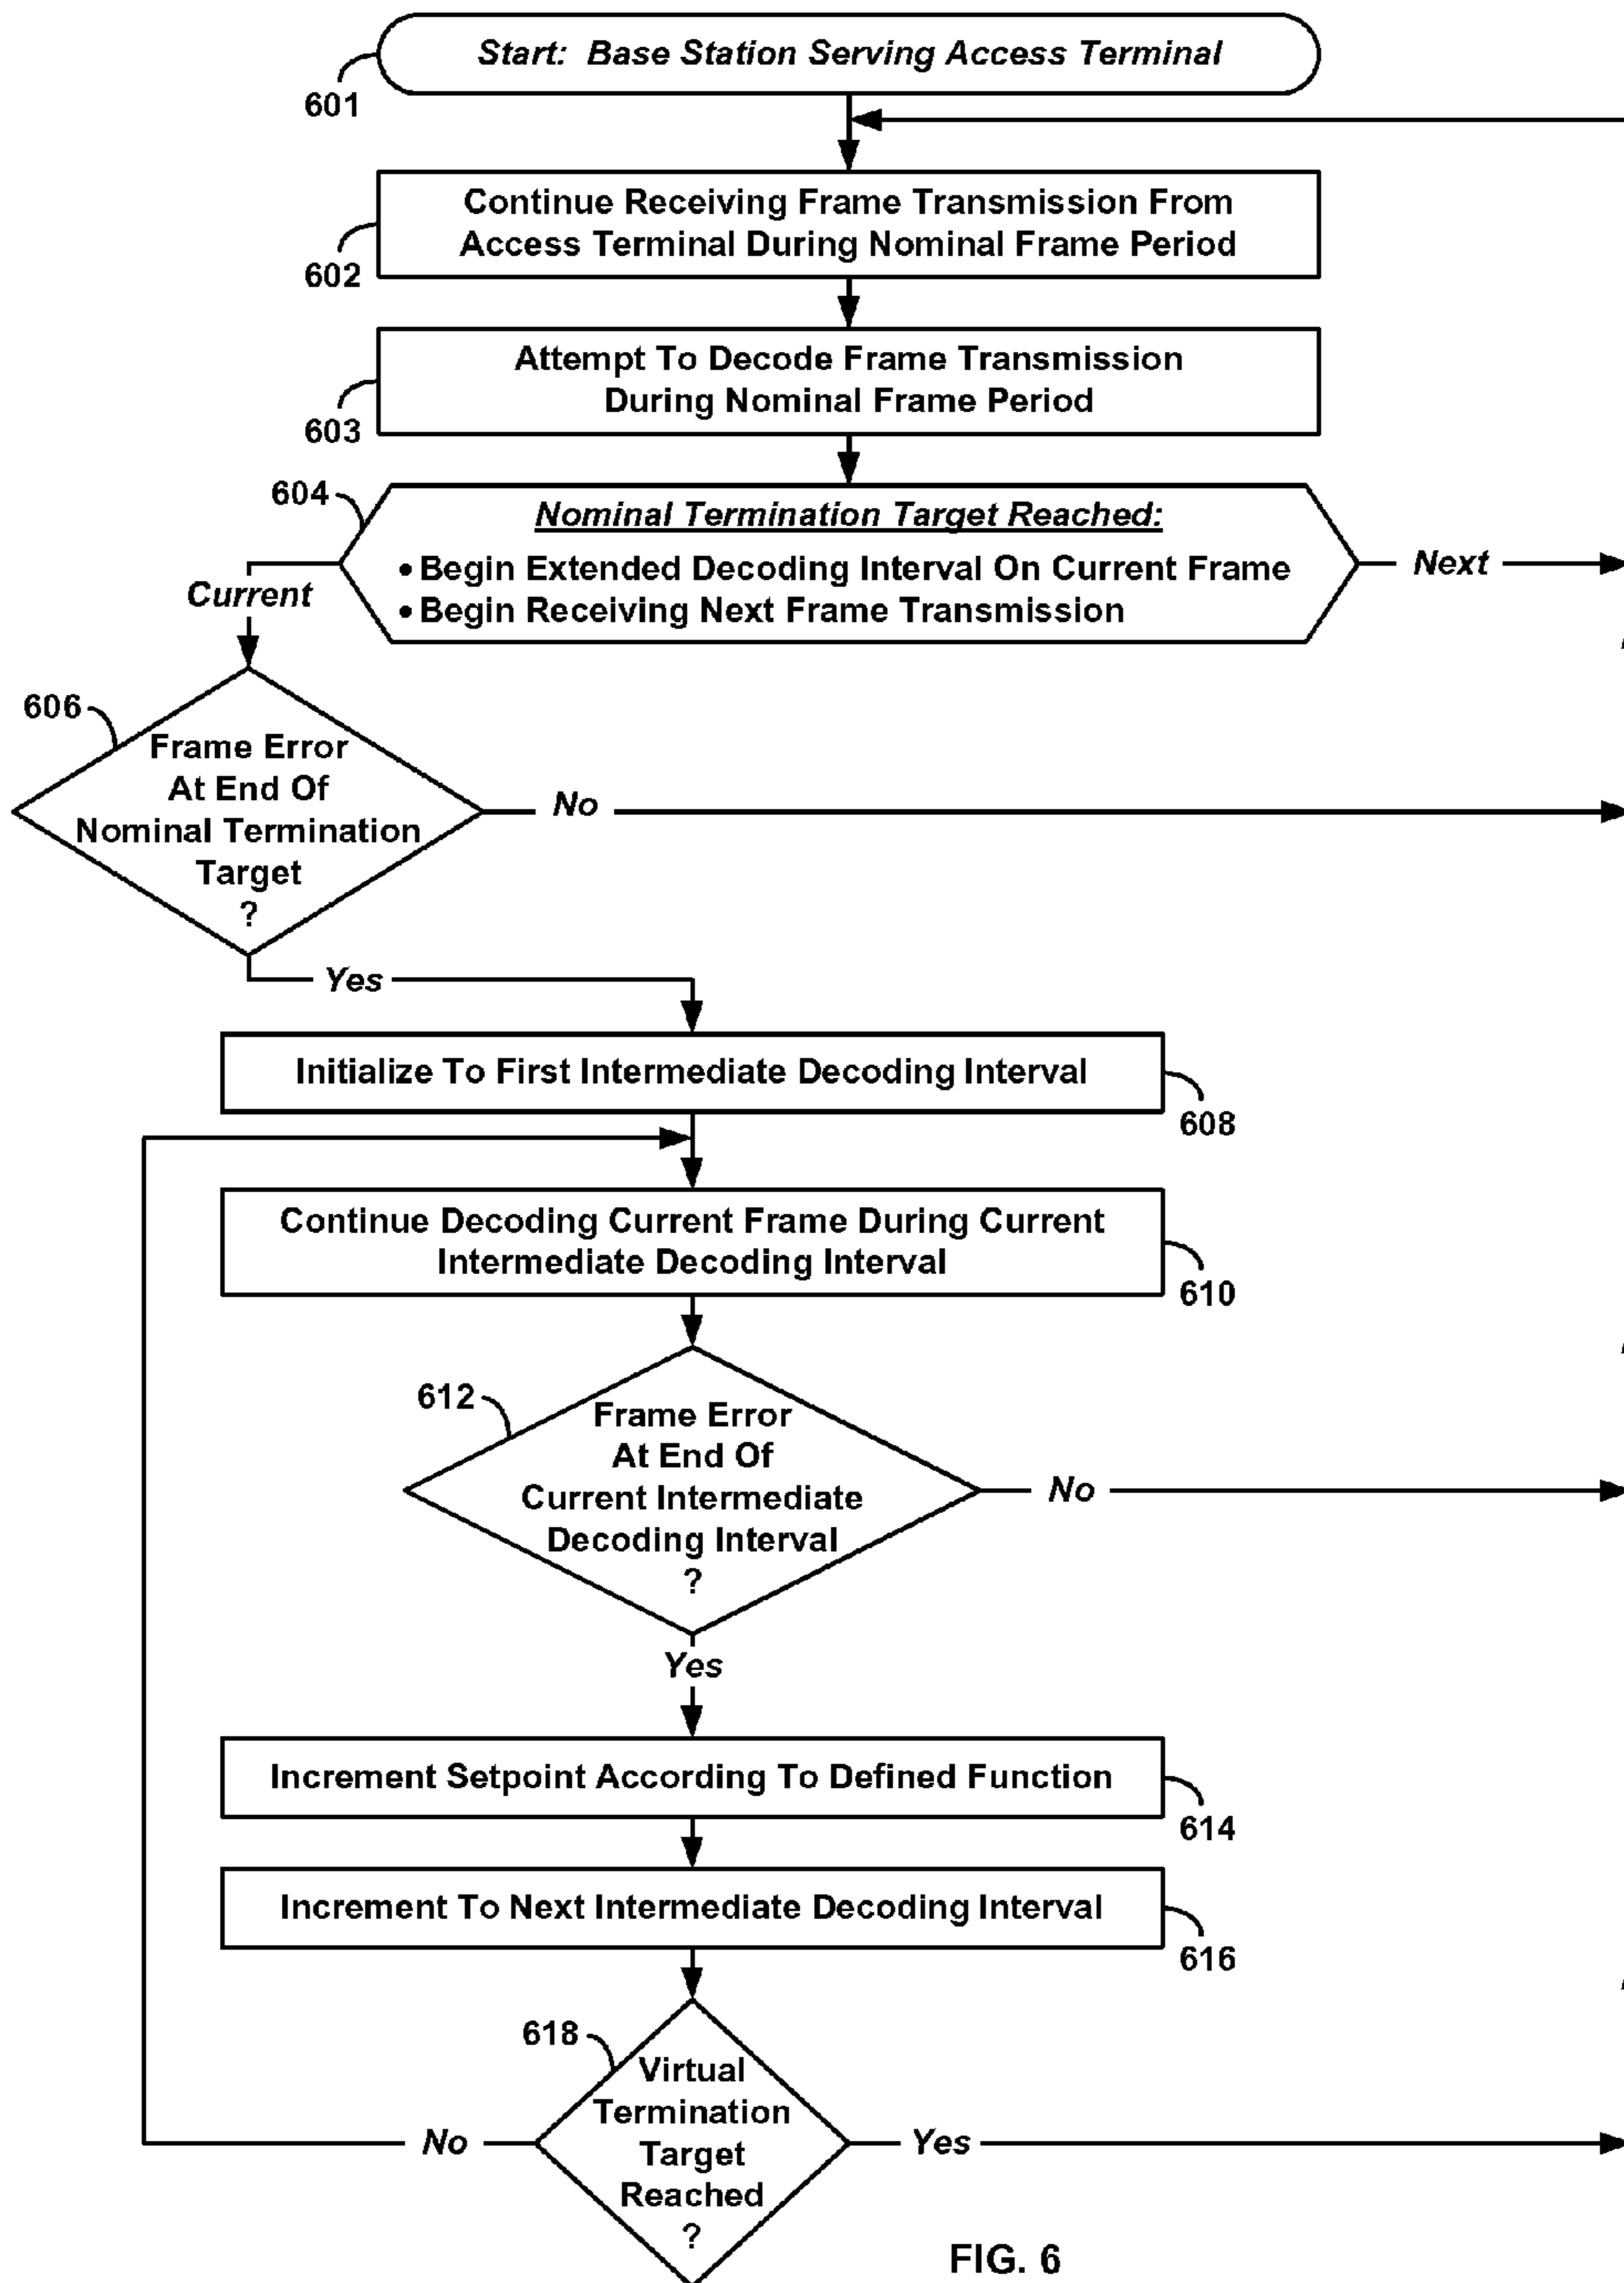 Start: Base Station Serving Access Terminal
601
Continue Receiving Frame Transmission From
Access Terminal During Nominal Frame Period
602
Attempt To Decode Frame Transmission
During Nominal Frame Period
603
604
Nominal Termination Target Reached:
• Begin Extended Decoding Interval On Current Frame
• Begin Receiving Next Frame Transmission
Next
Current
606
Frame Error
At End Of
Nominal Termination
Target
?
No
Yes
Initialize To First Intermediate Decoding Interval
608
Continue Decoding Current Frame During Current
Intermediate Decoding Interval
610
612
Frame Error
At End Of
Current Intermediate
Decoding Interval
?
No
Yes
Increment Setpoint According To Defined Function
614
Increment To Next Intermediate Decoding Interval
616
618
Virtual
Termination
Target
Reached
?
No
Yes
FIG. 6